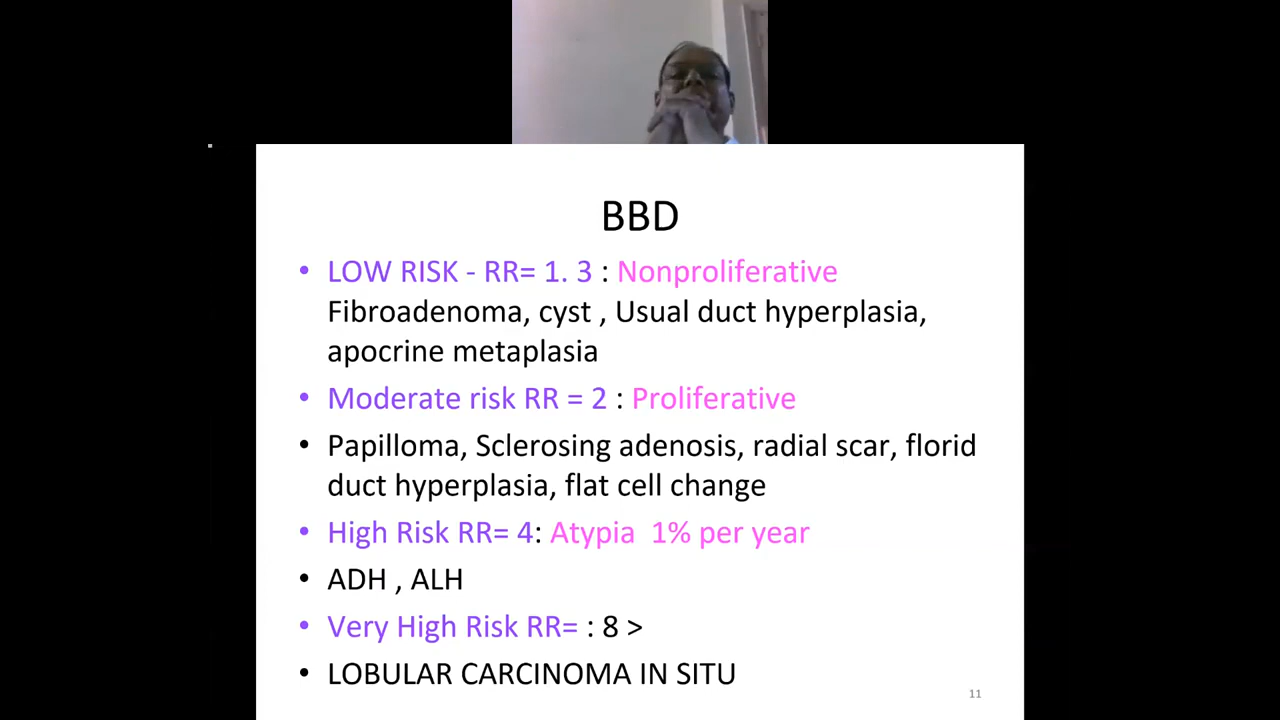 BBD
• LOW RISK - RR= 1. 3 : Nonproliferative
Fibroadenoma, cyst , Usual duct hyperplasia,
apocrine metaplasia
• Moderate risk RR = 2 : Proliferative
• Papilloma, Sclerosing adenosis, radial scar, florid
duct hyperplasia, flat cell change
• High Risk RR= 4: Atypia  1% per year
• ADH , ALH
• Very High Risk RR= : 8 >
• LOBULAR CARCINOMA IN SITU
11